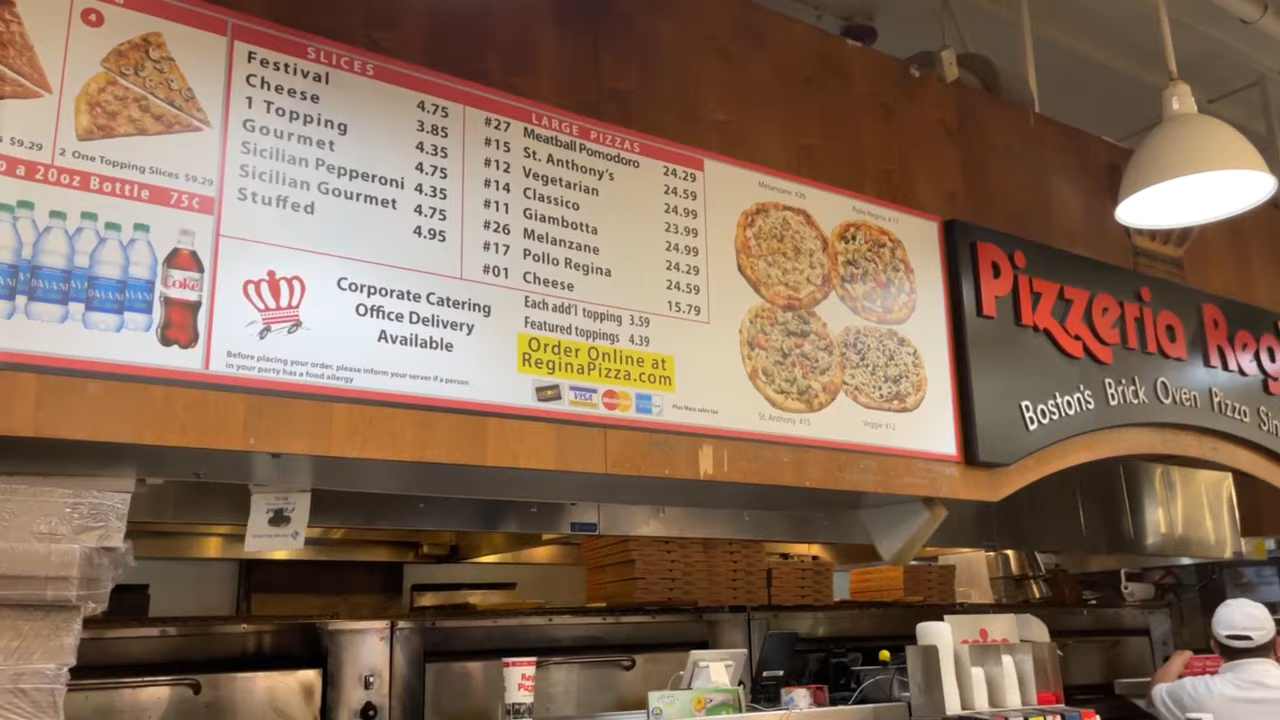 4
s $9.29
2 One Topping Slices $9.29
a 20oz Bottle 75¢
DASANI
DASANI
Coke
SLICES
Festival 4.75
Cheese 3.85
1 Topping 4.35
Gourmet 4.75
Sicilian Pepperoni 4.35
Sicilian Gourmet 4.75
Stuffed 4.95
LARGE PIZZAS
#27 Meatball Pomodoro 24.29
#15 St. Anthony's 24.59
#12 Vegetarian 24.99
#14 Classico 23.99
#11 Giambotta 24.99
#26 Melanzane 24.29
#17 Pollo Regina 24.59
#01 Cheese 15.79
Each add'l topping 3.59
Featured toppings 4.39
Corporate Catering
Office Delivery
Available
Before placing your order, please inform your server if a person
in your party has a food allergy
Order Online at
ReginaPizza.com
VISA
MasterCard
Plus Mass sales tax
Melanzane #26
Pollo Regina, #17
St. Anthony #15
Veggie #12
Pizzeria Reg
Boston's Brick Oven Pizza Sin